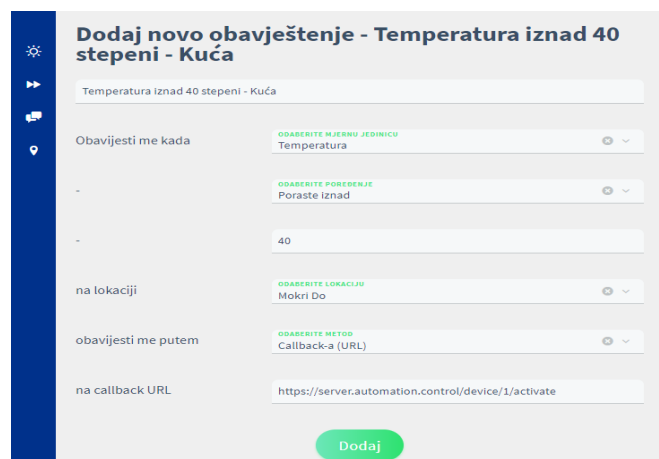 Dodaj novo obavještenje - Temperatura iznad 40
stepeni - Kuća
Temperatura iznad 40 stepeni - Kuća
Obavijesti me kada
ODABERITE MJERNU JEDINICU
Temperatura
-
ODABERITE POREĐENJE
Poraste iznad
-
40
na lokaciji
ODABERITE LOKACIJU
Mokri Do
obavijesti me putem
ODABERITE METOD
Callback-a (URL)
na callback URL
https://server.automation.control/device/1/activate
Dodaj